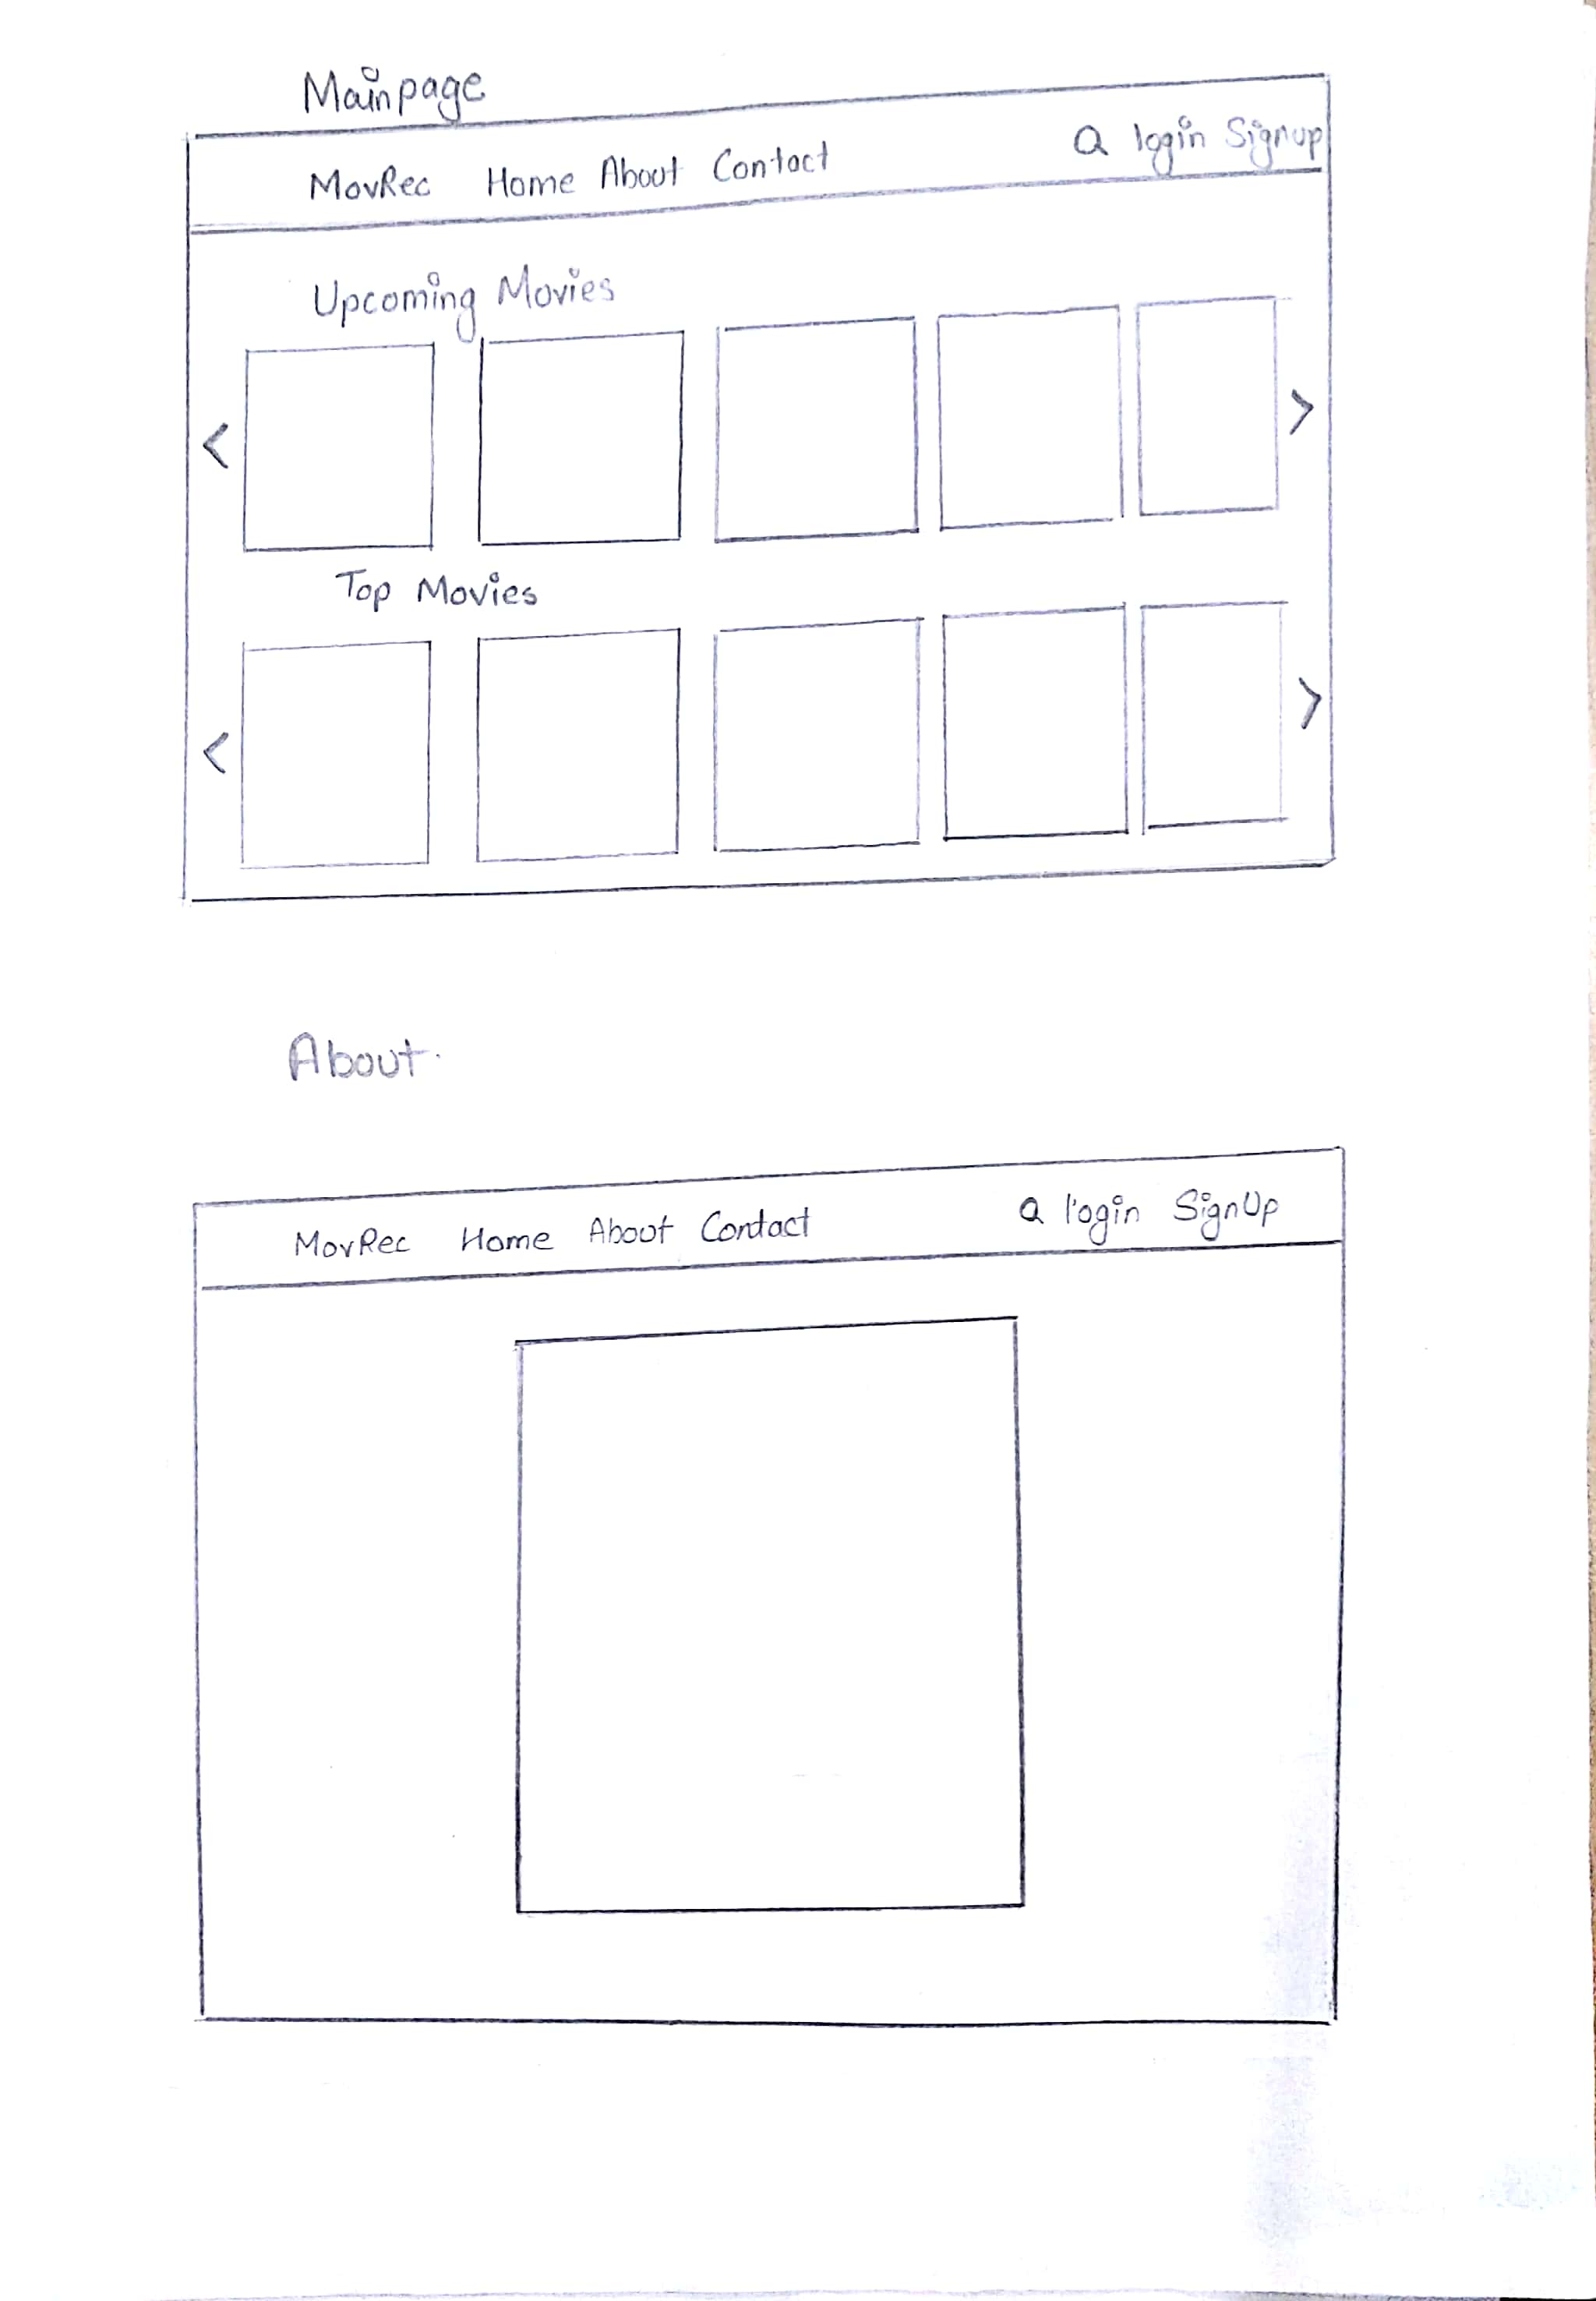 Mainpage
MovRec Home About Contact login Signup
Upcoming Movies
< >
Top Movies
< >
About.
MovRec Home About Contact login SignUp